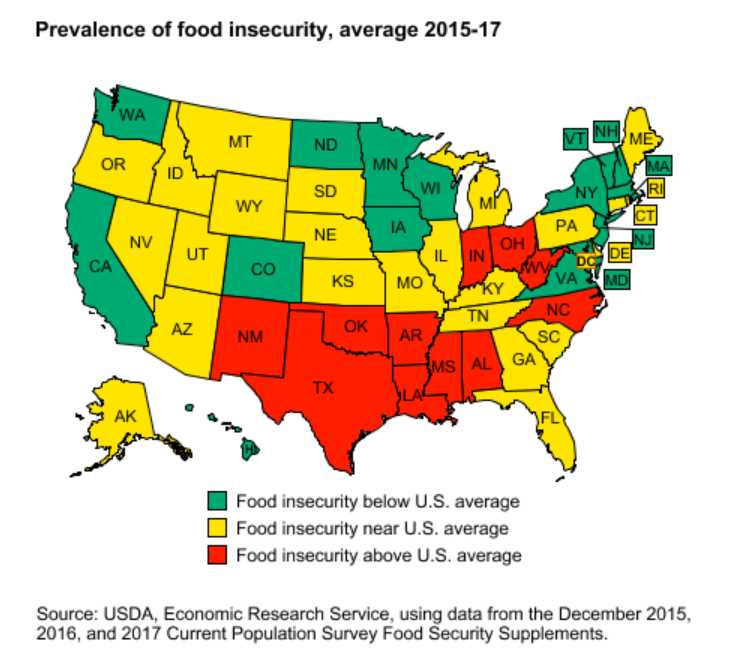 Prevalence of food insecurity, average 2015-17
WA
MT
ND
MN
VT
NH
ME
OR
ID
SD
WI
MI
NY
MA
RI
WY
CT
NV
UT
NE
IA
IL
IN
OH
PA
NJ
CA
CO
KS
MO
KY
WV
VA
DC
DE
MD
AZ
NM
OK
AR
TN
NC
SC
TX
LA
MS
AL
GA
FL
AK
HI
Food insecurity below U.S. average
Food insecurity near U.S. average
Food insecurity above U.S. average
Source: USDA, Economic Research Service, using data from the December 2015,
2016, and 2017 Current Population Survey Food Security Supplements.